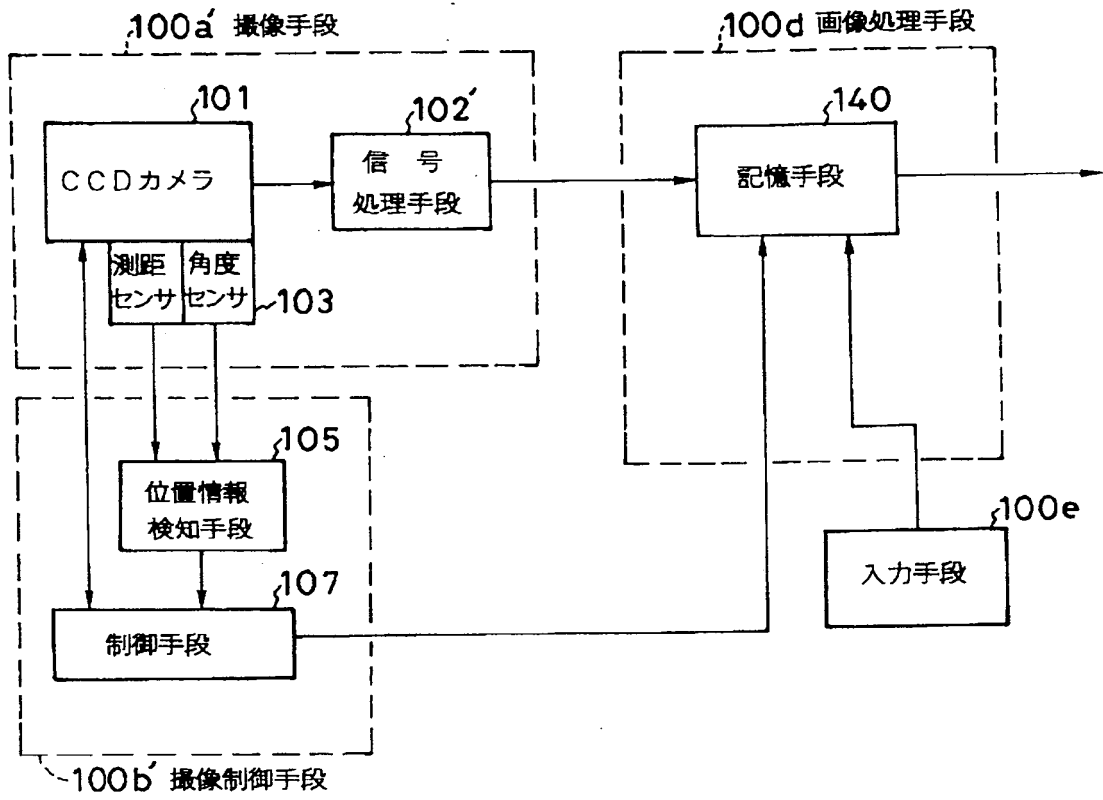 100a′ 撮像手段
100d 画像処理手段
101
CCDカメラ
102′
信 号
処理手段
140
記憶手段
測距
センサ
角度
センサ
103
105
位置情報
検知手段
107
制御手段
100e
入力手段
100b′ 撮像制御手段